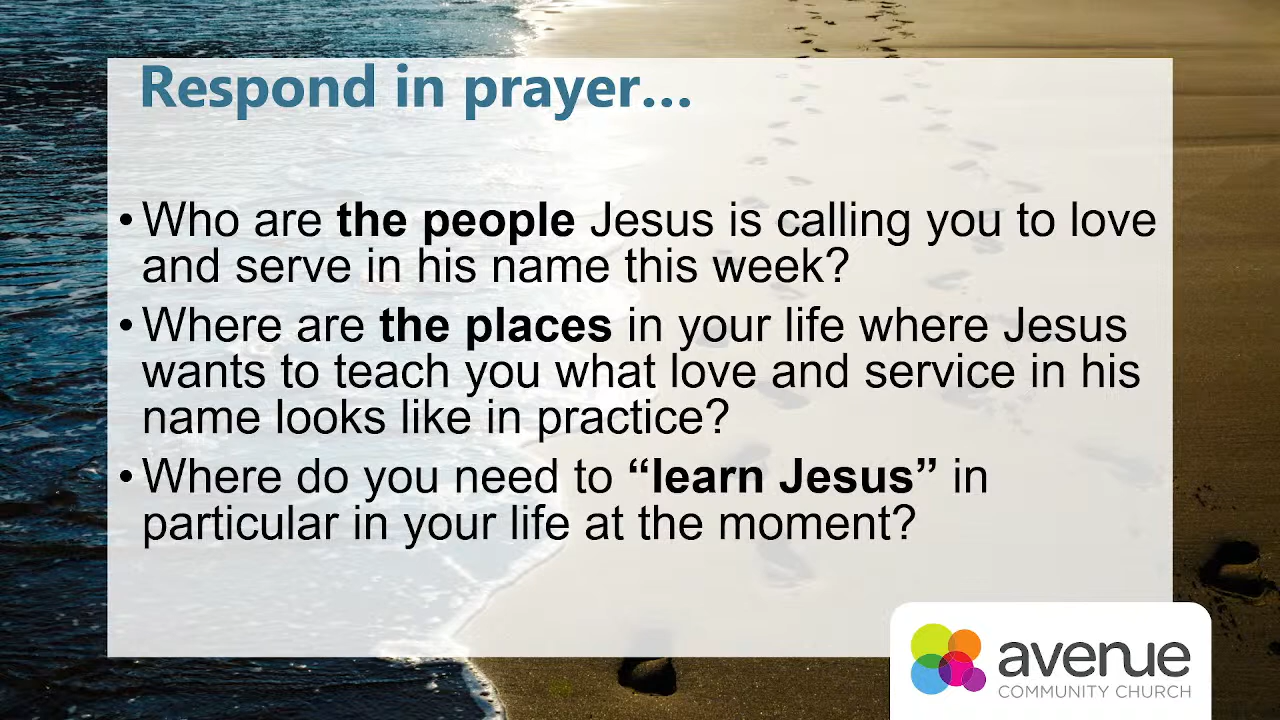 Respond in prayer…
• Who are the people Jesus is calling you to love
and serve in his name this week?
• Where are the places in your life where Jesus
wants to teach you what love and service in his
name looks like in practice?
• Where do you need to “learn Jesus” in
particular in your life at the moment?
avenue
COMMUNITY CHURCH